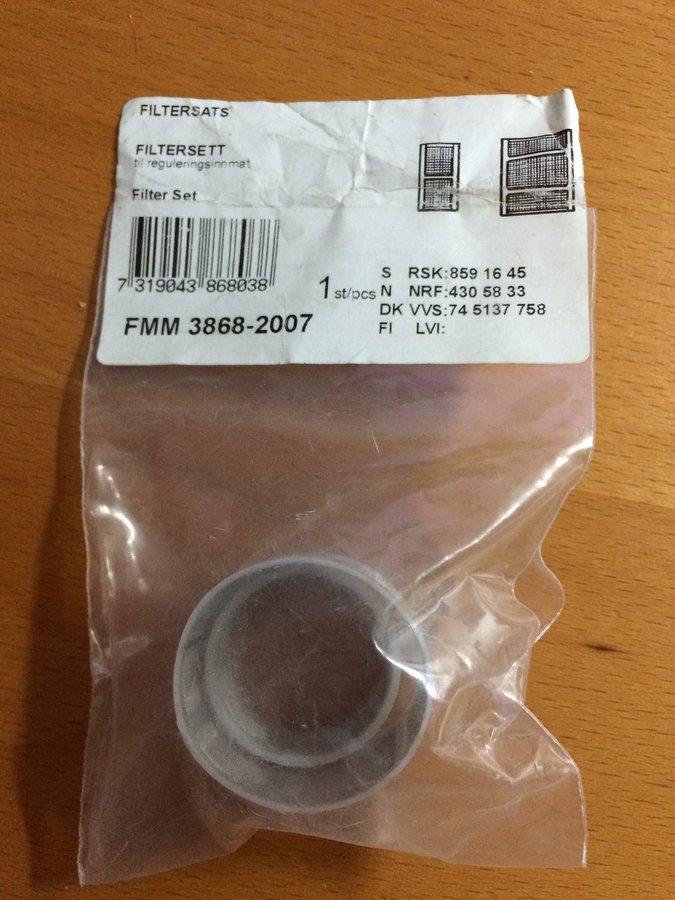 FILTERSATS
FILTERSETT
til reguleringsinnmat
Filter Set
7 319043 868038
1 st/pcs
FMM 3868-2007
S RSK:859 16 45
N NRF:430 58 33
DK VVS:74 5137 758
FI LVI: